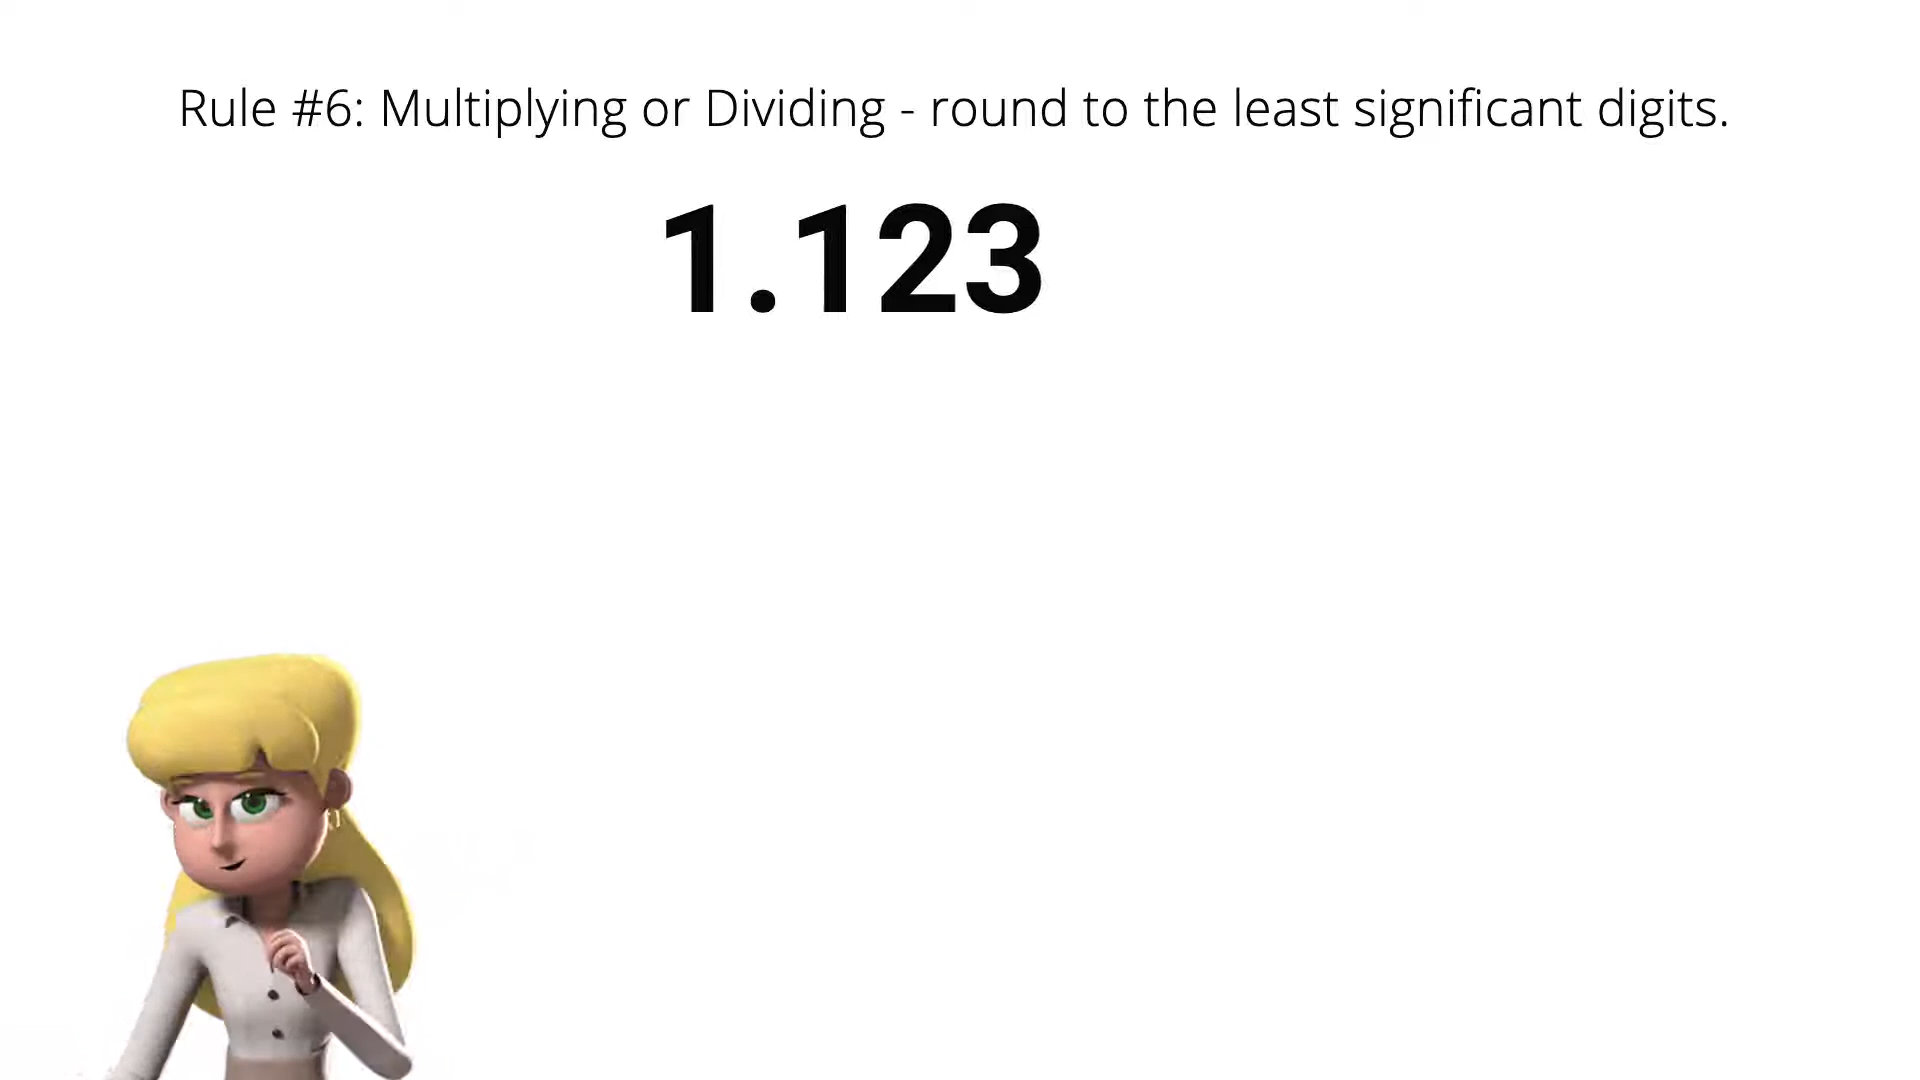 Rule #6: Multiplying or Dividing - round to the least significant digits.
1.123